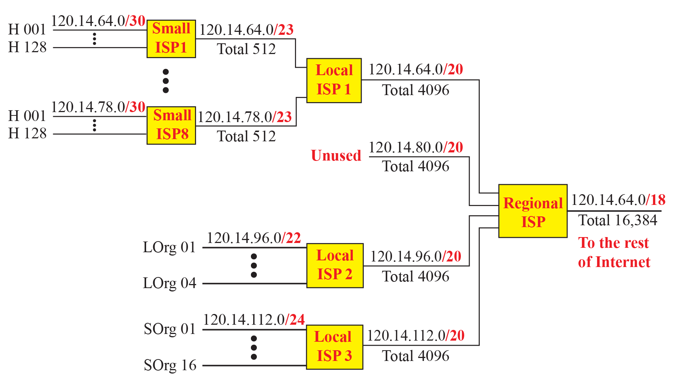 H 001
120.14.64.0/30
H 128
Small
ISP1
120.14.64.0/23
Total 512
H 001
120.14.78.0/30
H 128
Small
ISP8
120.14.78.0/23
Total 512
Local
ISP 1
120.14.64.0/20
Total 4096
Unused
120.14.80.0/20
Total 4096
LOrg 01
120.14.96.0/22
LOrg 04
Local
ISP 2
120.14.96.0/20
Total 4096
SOrg 01
120.14.112.0/24
SOrg 16
Local
ISP 3
120.14.112.0/20
Total 4096
Regional
ISP
120.14.64.0/18
Total 16,384
To the rest
of Internet